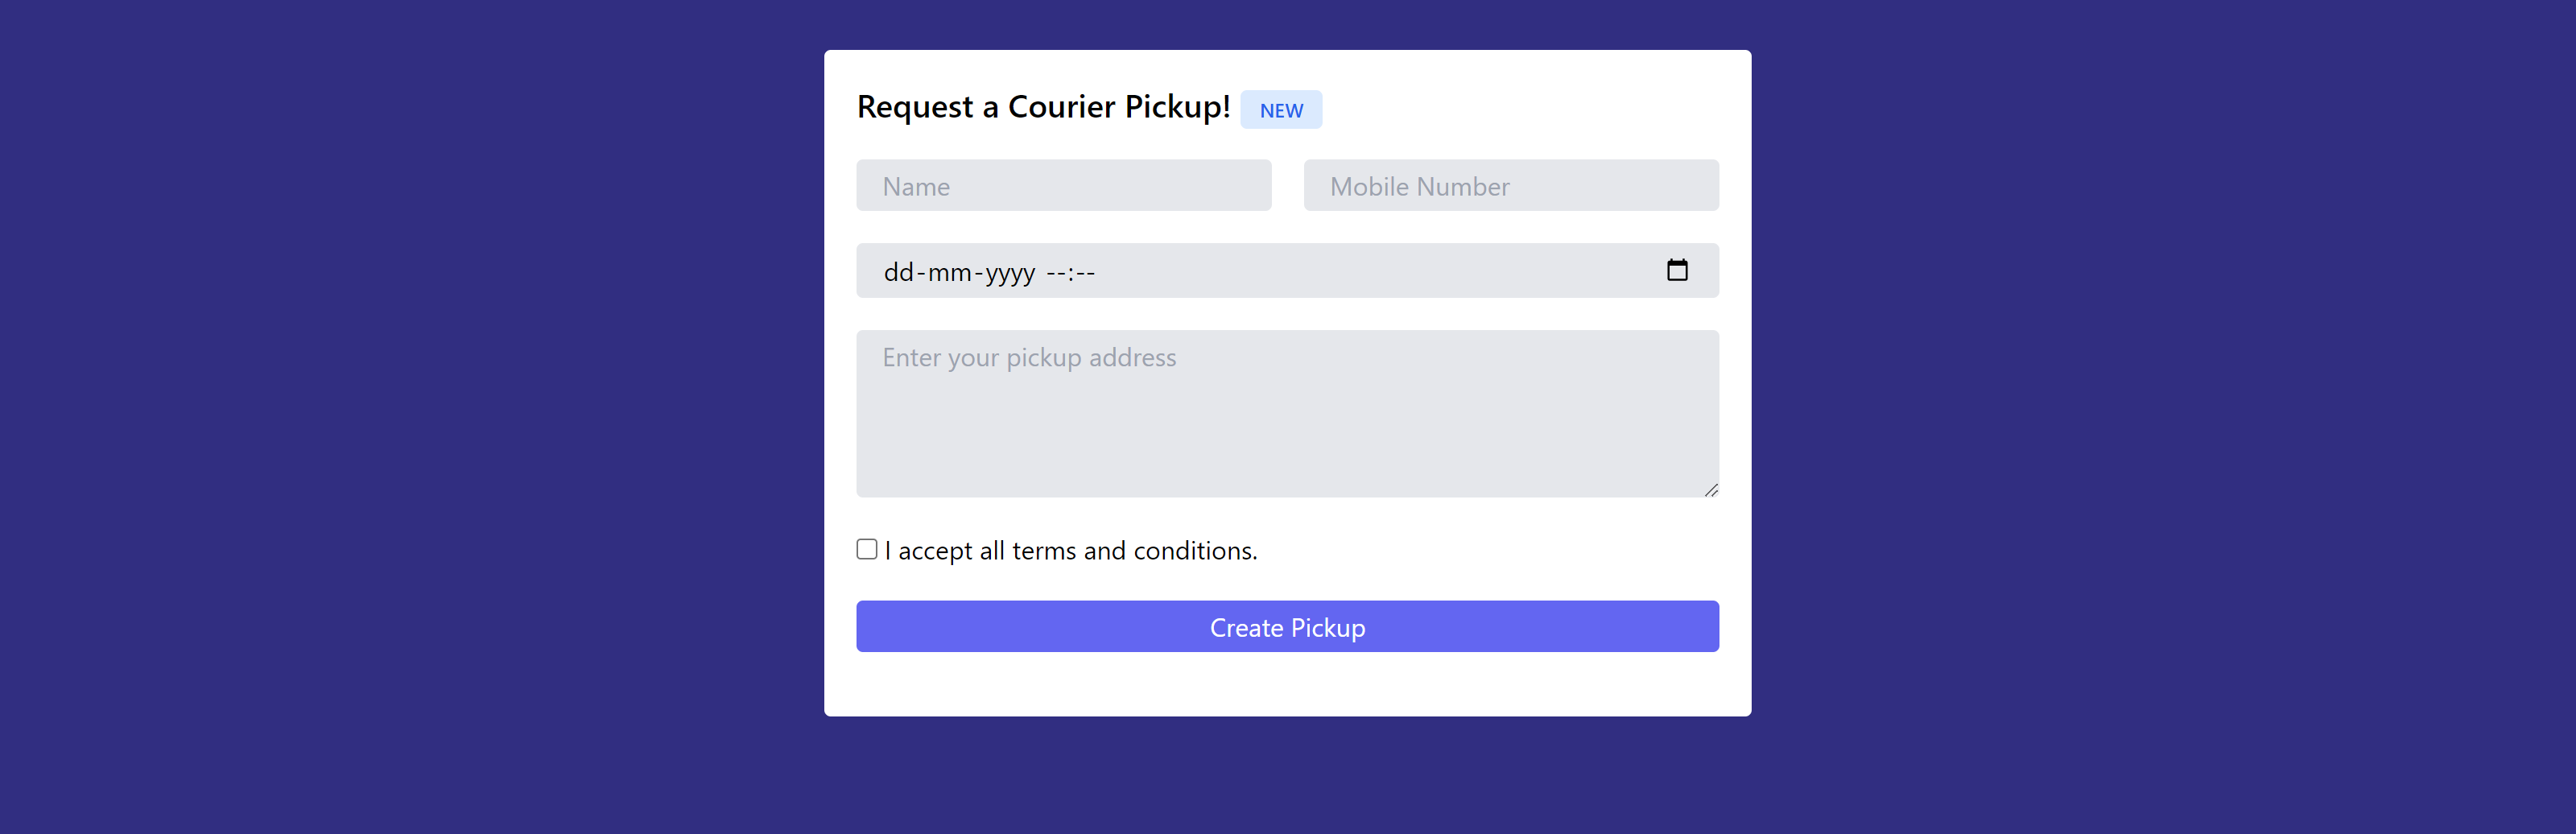 Request a Courier Pickup! NEW
Name
Mobile Number
dd-mm-yyyy --:--
Enter your pickup address
I accept all terms and conditions.
Create Pickup